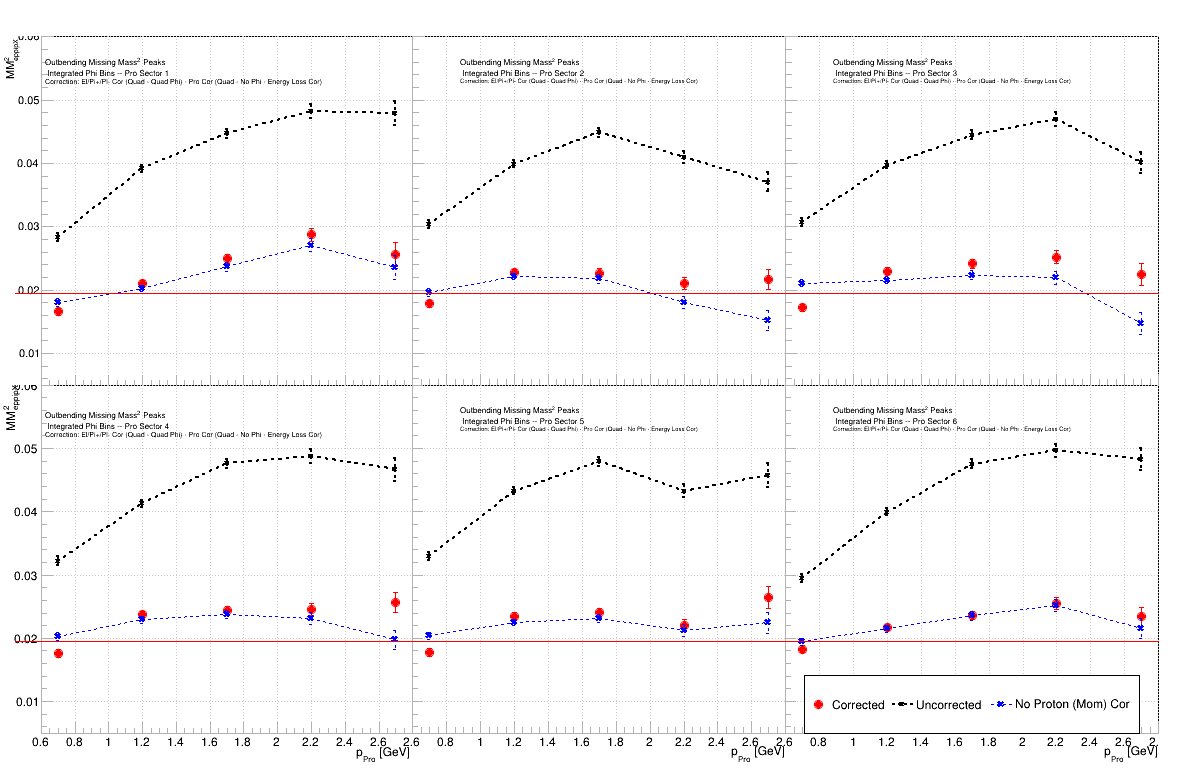 0.06
MM²eppipX
Outbending Missing Mass² Peaks
Integrated Phi Bins -- Pro Sector 1
Correction: El/Pi+/Pi- Cor (Quad - Quad Phi) - Pro Cor (Quad - No Phi - Energy Loss Cor)
Outbending Missing Mass² Peaks
Integrated Phi Bins -- Pro Sector 2
Correction: El/Pi+/Pi- Cor (Quad - Quad Phi) - Pro Cor (Quad - No Phi - Energy Loss Cor)
Outbending Missing Mass² Peaks
Integrated Phi Bins -- Pro Sector 3
Correction: El/Pi+/Pi- Cor (Quad - Quad Phi) - Pro Cor (Quad - No Phi - Energy Loss Cor)
0.05
0.04
0.03
0.02
0.01
0.06
MM²eppipX
Outbending Missing Mass² Peaks
Integrated Phi Bins -- Pro Sector 4
Correction: El/Pi+/Pi- Cor (Quad - Quad Phi) - Pro Cor (Quad - No Phi - Energy Loss Cor)
Outbending Missing Mass² Peaks
Integrated Phi Bins -- Pro Sector 5
Correction: El/Pi+/Pi- Cor (Quad - Quad Phi) - Pro Cor (Quad - No Phi - Energy Loss Cor)
Outbending Missing Mass² Peaks
Integrated Phi Bins -- Pro Sector 6
Correction: El/Pi+/Pi- Cor (Quad - Quad Phi) - Pro Cor (Quad - No Phi - Energy Loss Cor)
0.05
0.04
0.03
0.02
0.01
Corrected Uncorrected No Proton (Mom) Cor
0.6 0.8 1 1.2 1.4 1.6 1.8 2 2.2 2.4 2.6 0.8 1 1.2 1.4 1.6 1.8 2 2.2 2.4 2.6 0.8 1 1.2 1.4 1.6 1.8 2 2.2 2.4 2.6
pPro [GeV] pPro [GeV] pPro [GeV]